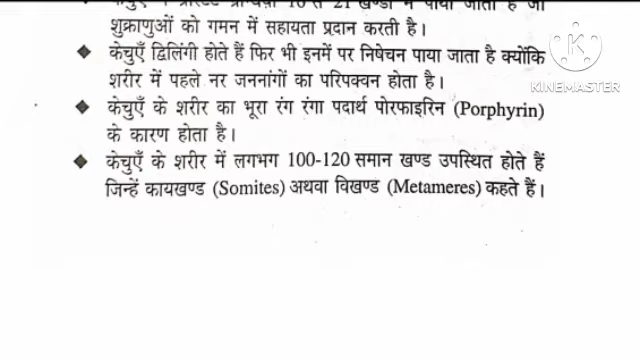 में पाया जाता है जो
शुक्राणुओं को गमन में सहायता प्रदान करती है।
◆ केचुएँ द्विलिंगी होते हैं फिर भी इनमें पर निषेचन पाया जाता है क्योंकि
शरीर में पहले नर जननांगों का परिपक्वन होता है।
◆ केचुएँ के शरीर का भूरा रंग रंगा पदार्थ पोरफाइरिन (Porphyrin)
के कारण होता है।
◆ केचुएँ के शरीर में लगभग 100-120 समान खण्ड उपस्थित होते हैं
जिन्हें कायखण्ड (Somites) अथवा विखण्ड (Metameres) कहते हैं।
KINEMASTER